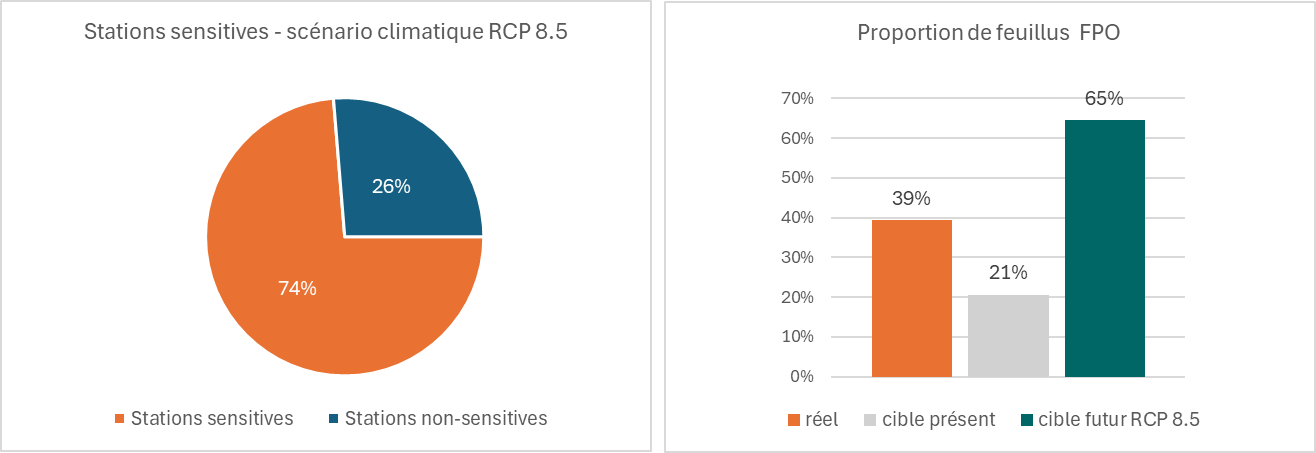 Stations sensitives - scénario climatique RCP 8.5
26%
74%
Stations sensitives
Stations non-sensitives
Proportion de feuillus FPO
70%
60%
50%
40%
30%
20%
10%
0%
39%
21%
65%
réel
cible présent
cible futur RCP 8.5